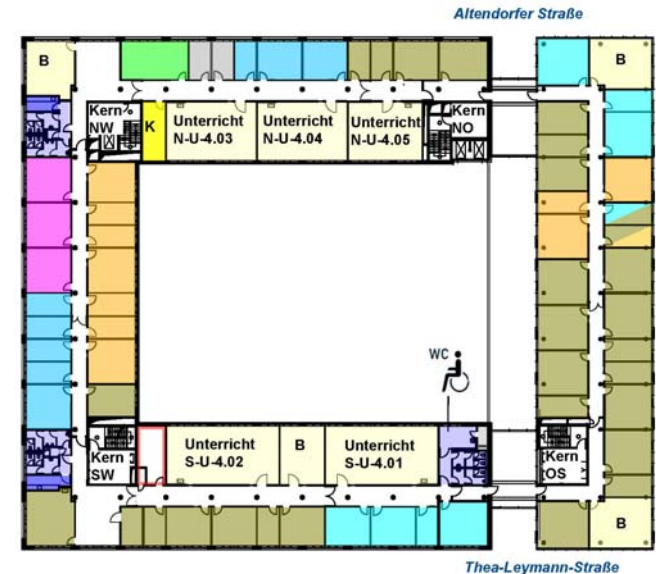 Altendorfer Straße
B
B
Kern
NW
K
Unterricht
N-U-4.03
Unterricht
N-U-4.04
Unterricht
N-U-4.05
Kern
NO
WC
Kern
SW
Unterricht
S-U-4.02
B
Unterricht
S-U-4.01
Kern
OS
B
Thea-Leymann-Straße